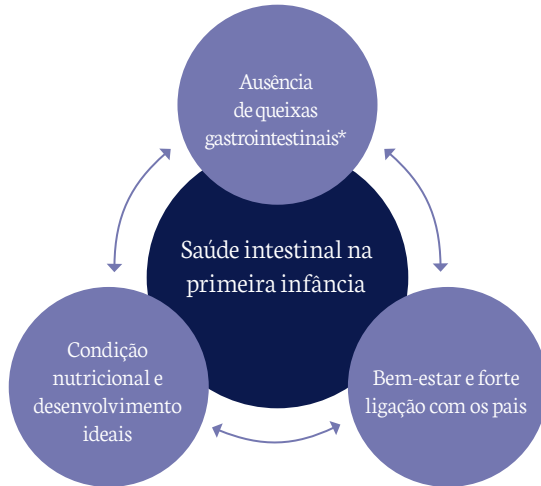 Ausência
de queixas
gastrointestinais*
Saúde intestinal na
primeira infância
Condição
nutricional e
desenvolvimento
ideais
Bem-estar e forte
ligação com os pais